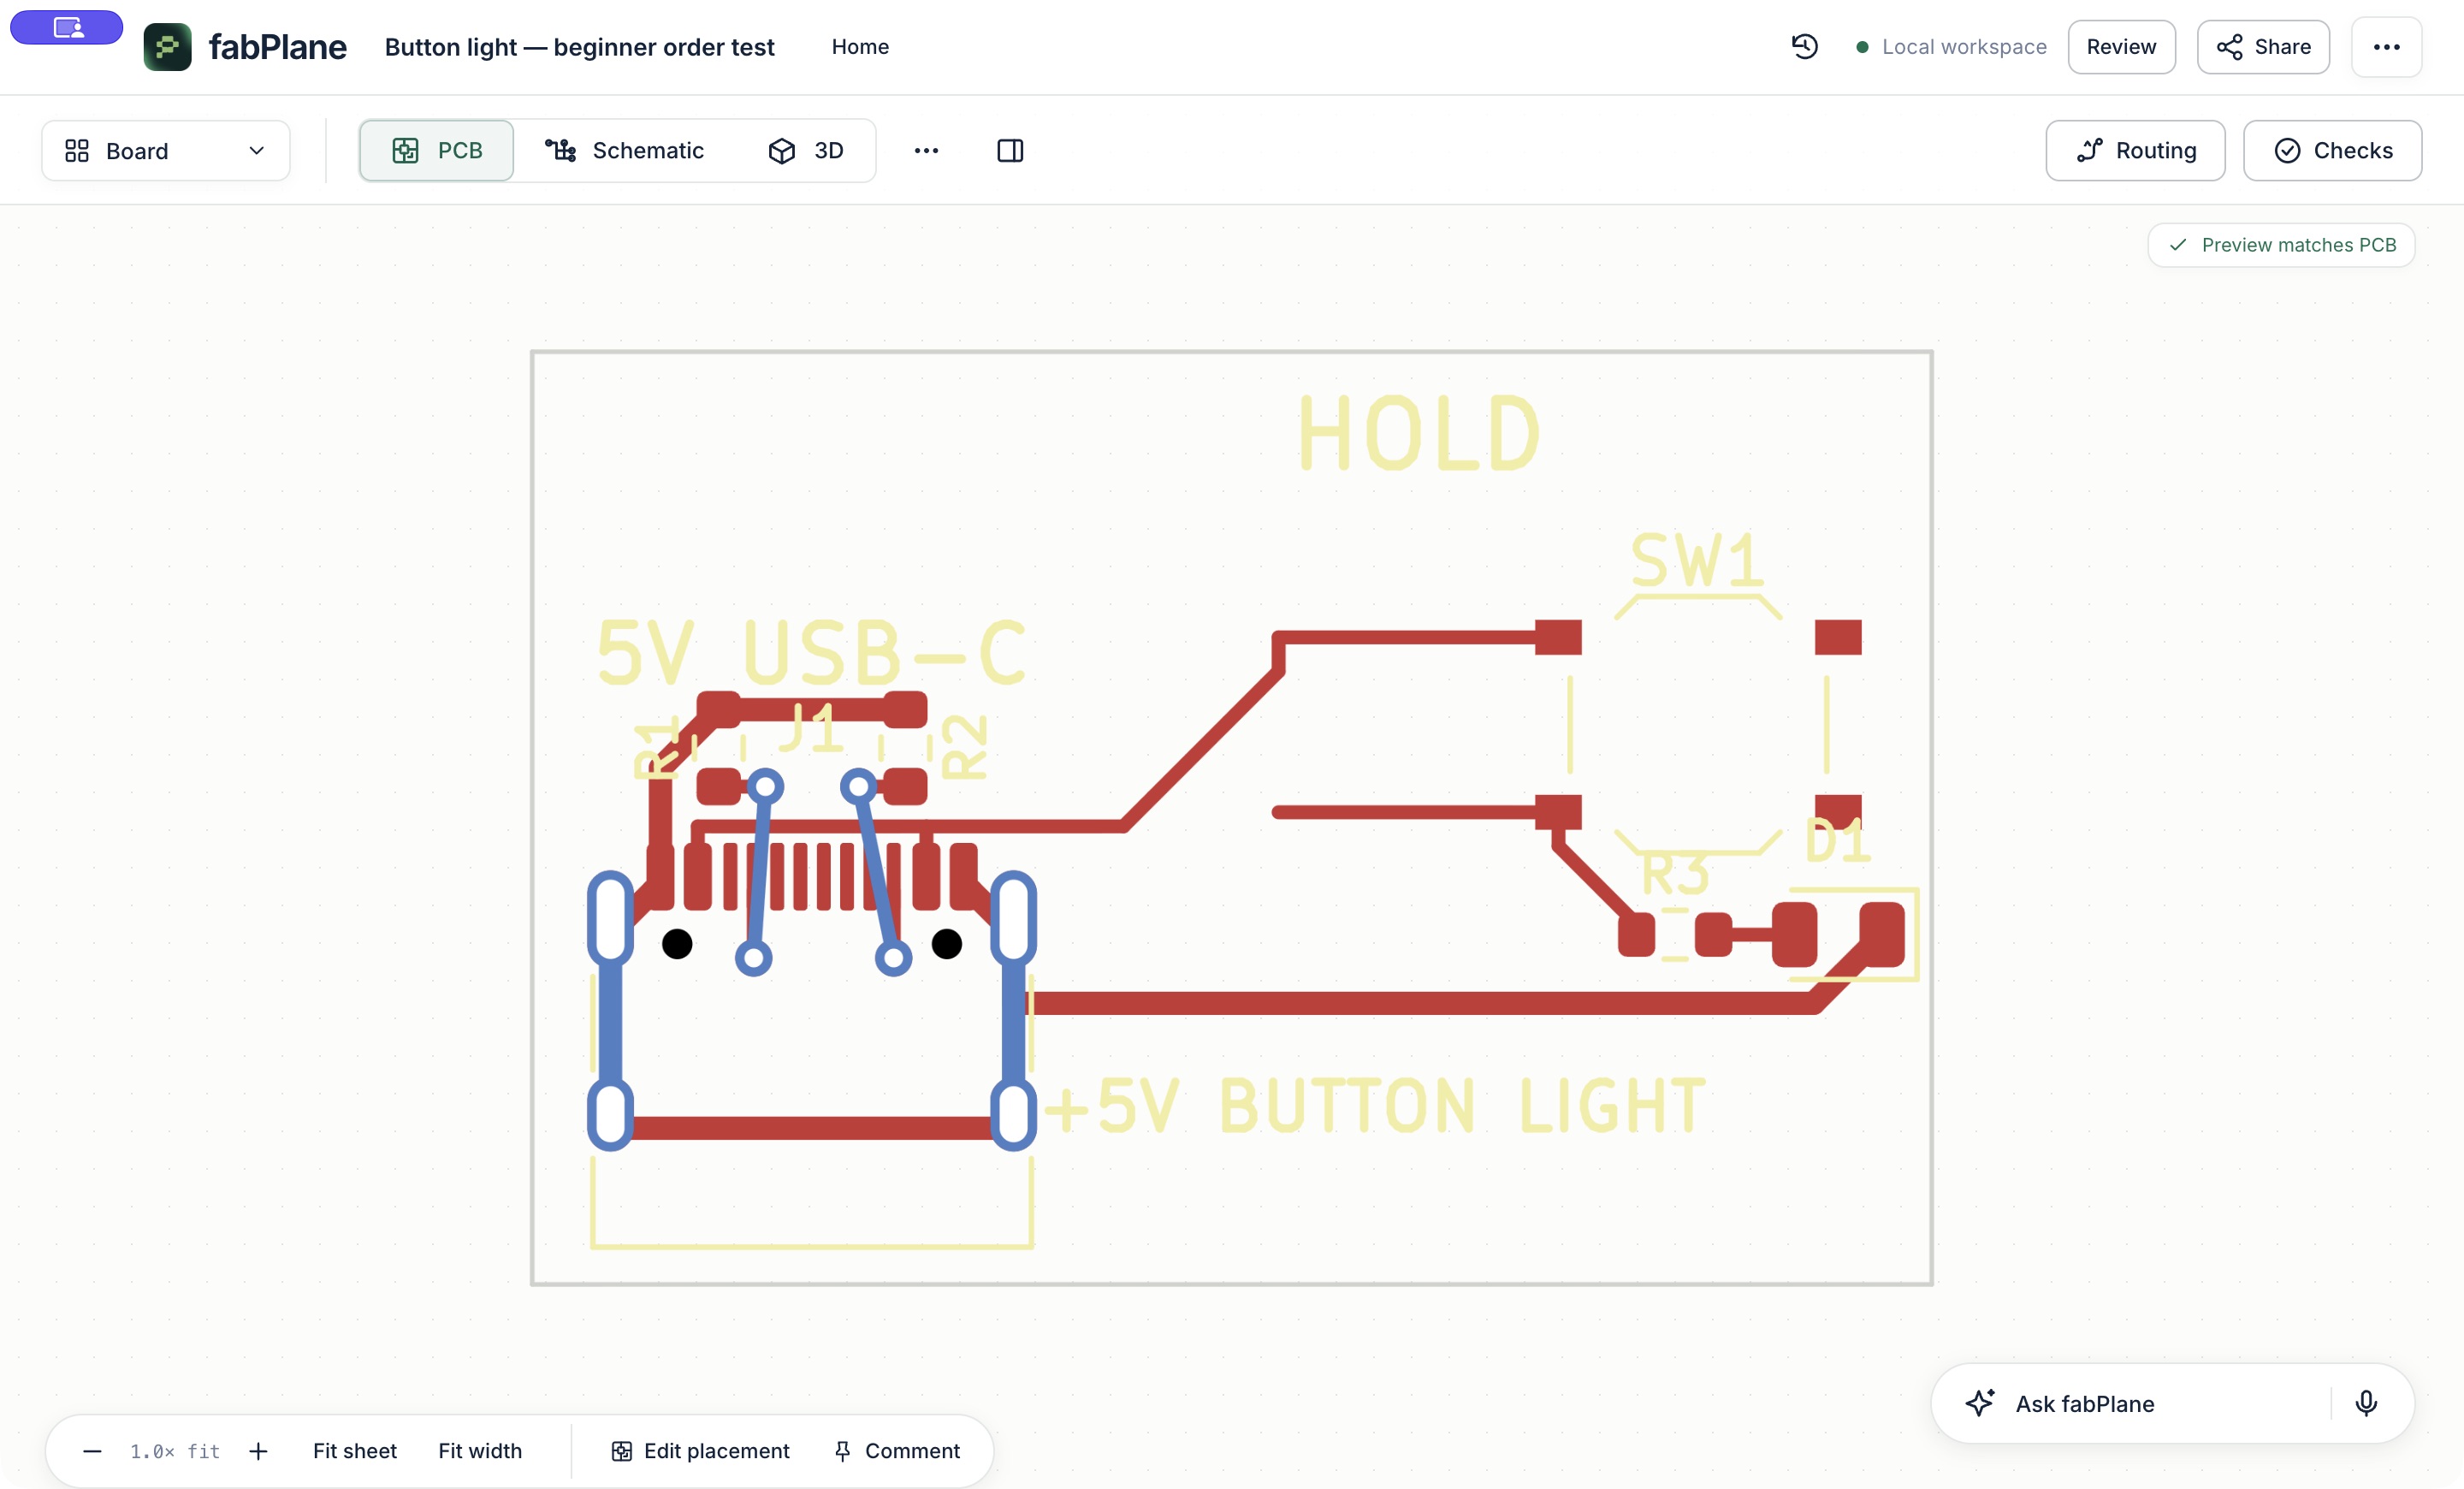 fabPlane
Button light — beginner order test
Home
Local workspace
Review
Share
Board
PCB
Schematic
3D
Routing
Checks
Preview matches PCB
HOLD
SW1
5V USB-C
J1
R1
R2
D1
R3
+5V BUTTON LIGHT
Ask fabPlane
1.0× fit
Fit sheet
Fit width
Edit placement
Comment